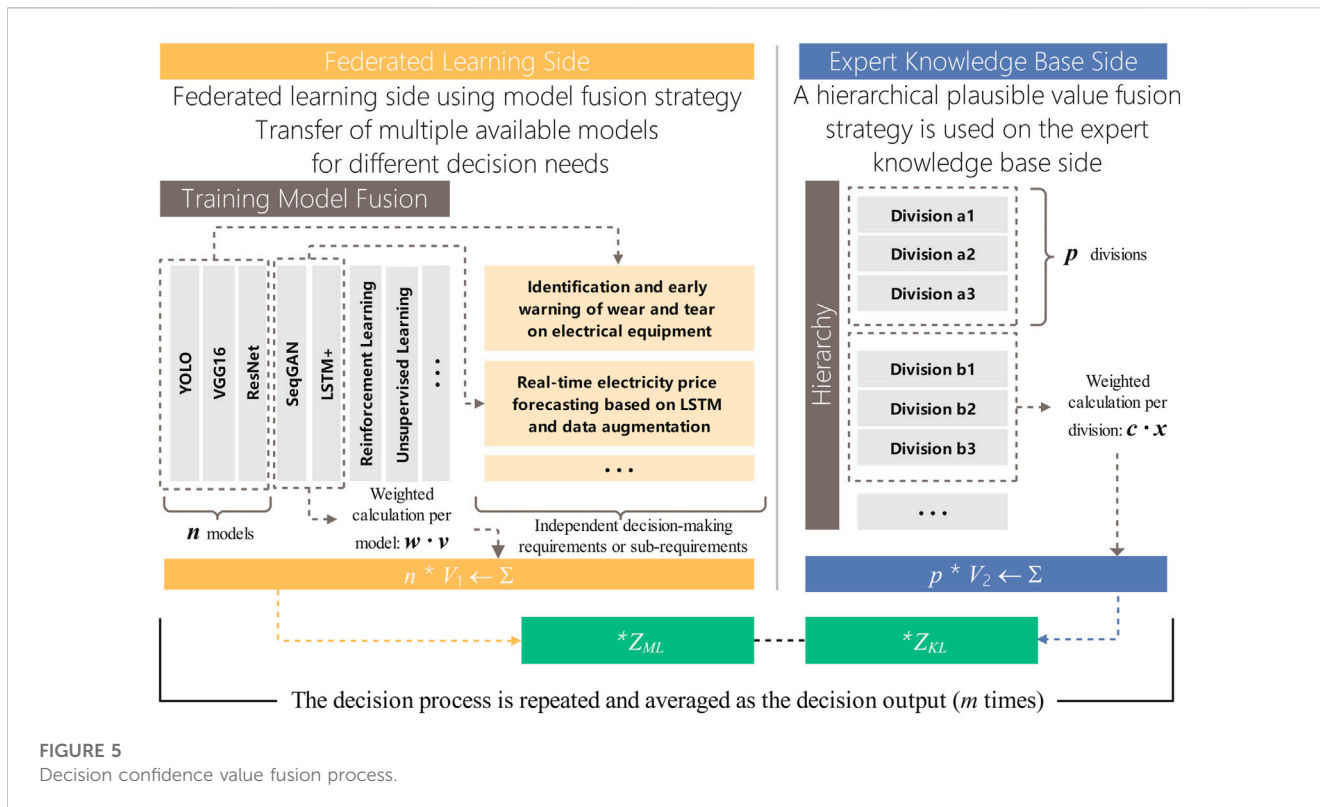 Federated Learning Side
Federated learning side using model fusion strategy
Transfer of multiple available models
for different decision needs
Training Model Fusion
YOLO
VGG16
ResNet
SeqGAN
LSTM+
Reinforcement Learning
Unsupervised Learning
...
Identification and early
warning of wear and tear
on electrical equipment
Real-time electricity price
forecasting based on LSTM
and data augmentation
...
n models
Weighted
calculation per
model: w · v
Independent decision-making
requirements or sub-requirements
n * V₁ ← Σ
Expert Knowledge Base Side
A hierarchical plausible value fusion
strategy is used on the expert
knowledge base side
Hierarchy
Division a1
Division a2
Division a3
p divisions
Division b1
Division b2
Division b3
...
Weighted
calculation per
division: c · x
p * V₂ ← Σ
*Z_ML
*Z_KL
The decision process is repeated and averaged as the decision output (m times)
FIGURE 5
Decision confidence value fusion process.